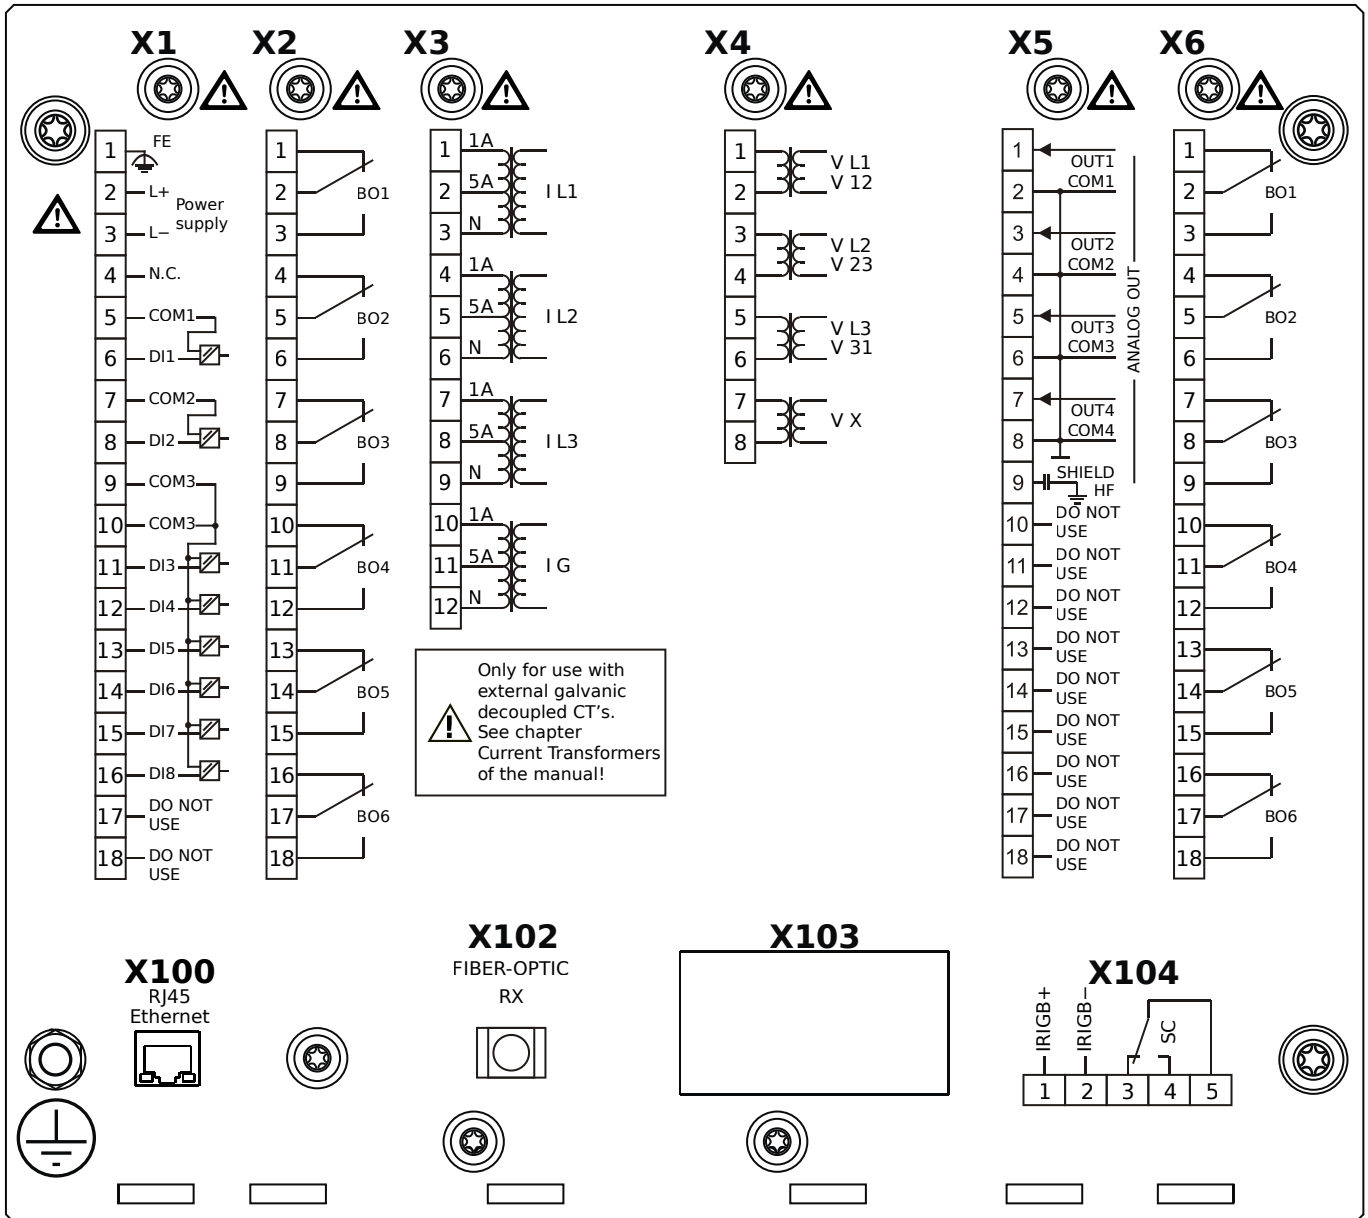 X1
1 FE
2 L+
Power
supply
3 L−
4 N.C.
5 COM1
6 DI1
7 COM2
8 DI2
9 COM3
10 COM3
11 DI3
12 DI4
13 DI5
14 DI6
15 DI7
16 DI8
17 DO NOT
USE
18 DO NOT
USE
X2
1
2 BO1
3
4
5 BO2
6
7
8 BO3
9
10
11 BO4
12
13
14 BO5
15
16
17 BO6
18
X3
1 1A
2 5A I L1
3 N
4 1A
5 5A I L2
6 N
7 1A
8 5A I L3
9 N
10 1A
11 5A I G
12 N
Only for use with
external galvanic
decoupled CT's.
See chapter
Current Transformers
of the manual!
X4
1 V L1
2 V 12
3 V L2
4 V 23
5 V L3
6 V 31
7 V X
8
X5
1 OUT1
2 COM1
3 OUT2
4 COM2
5 OUT3
6 COM3
7 OUT4
8 COM4
ANALOG OUT
9 SHIELD
HF
10 DO NOT
USE
11 DO NOT
USE
12 DO NOT
USE
13 DO NOT
USE
14 DO NOT
USE
15 DO NOT
USE
16 DO NOT
USE
17 DO NOT
USE
18 DO NOT
USE
X6
1
2 BO1
3
4
5 BO2
6
7
8 BO3
9
10
11 BO4
12
13
14 BO5
15
16
17 BO6
18
X100
RJ45
Ethernet
X102
FIBER-OPTIC
RX
X103
X104
IRIGB+
IRIGB−
SC
1 2 3 4 5